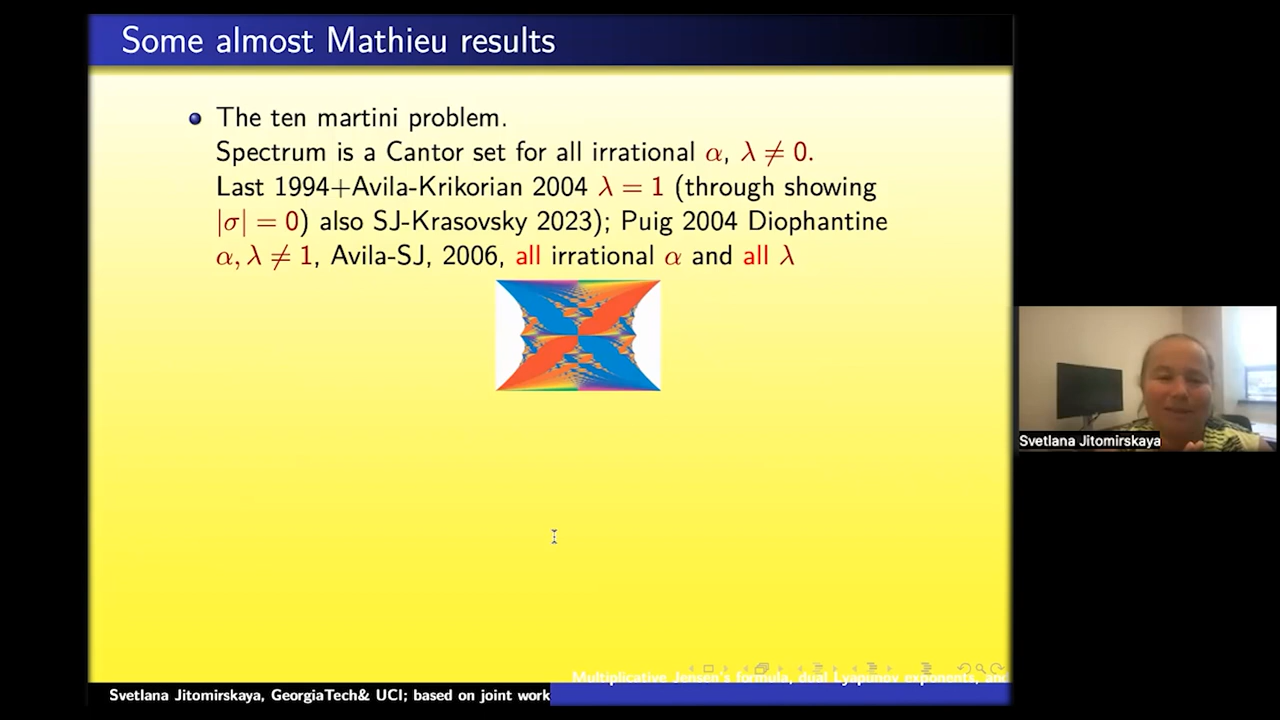 Some almost Mathieu results
The ten martini problem.
Spectrum is a Cantor set for all irrational α, λ ≠ 0.
Last 1994+Avila-Krikorian 2004 λ = 1 (through showing
|σ| = 0) also SJ-Krasovsky 2023); Puig 2004 Diophantine
α, λ ≠ 1, Avila-SJ, 2006, all irrational α and all λ
Svetlana Jitomirskaya
Multiplicative Jensen's formula, dual Lyapunov exponents, and
Svetlana Jitomirskaya, GeorgiaTech& UCI; based on joint work